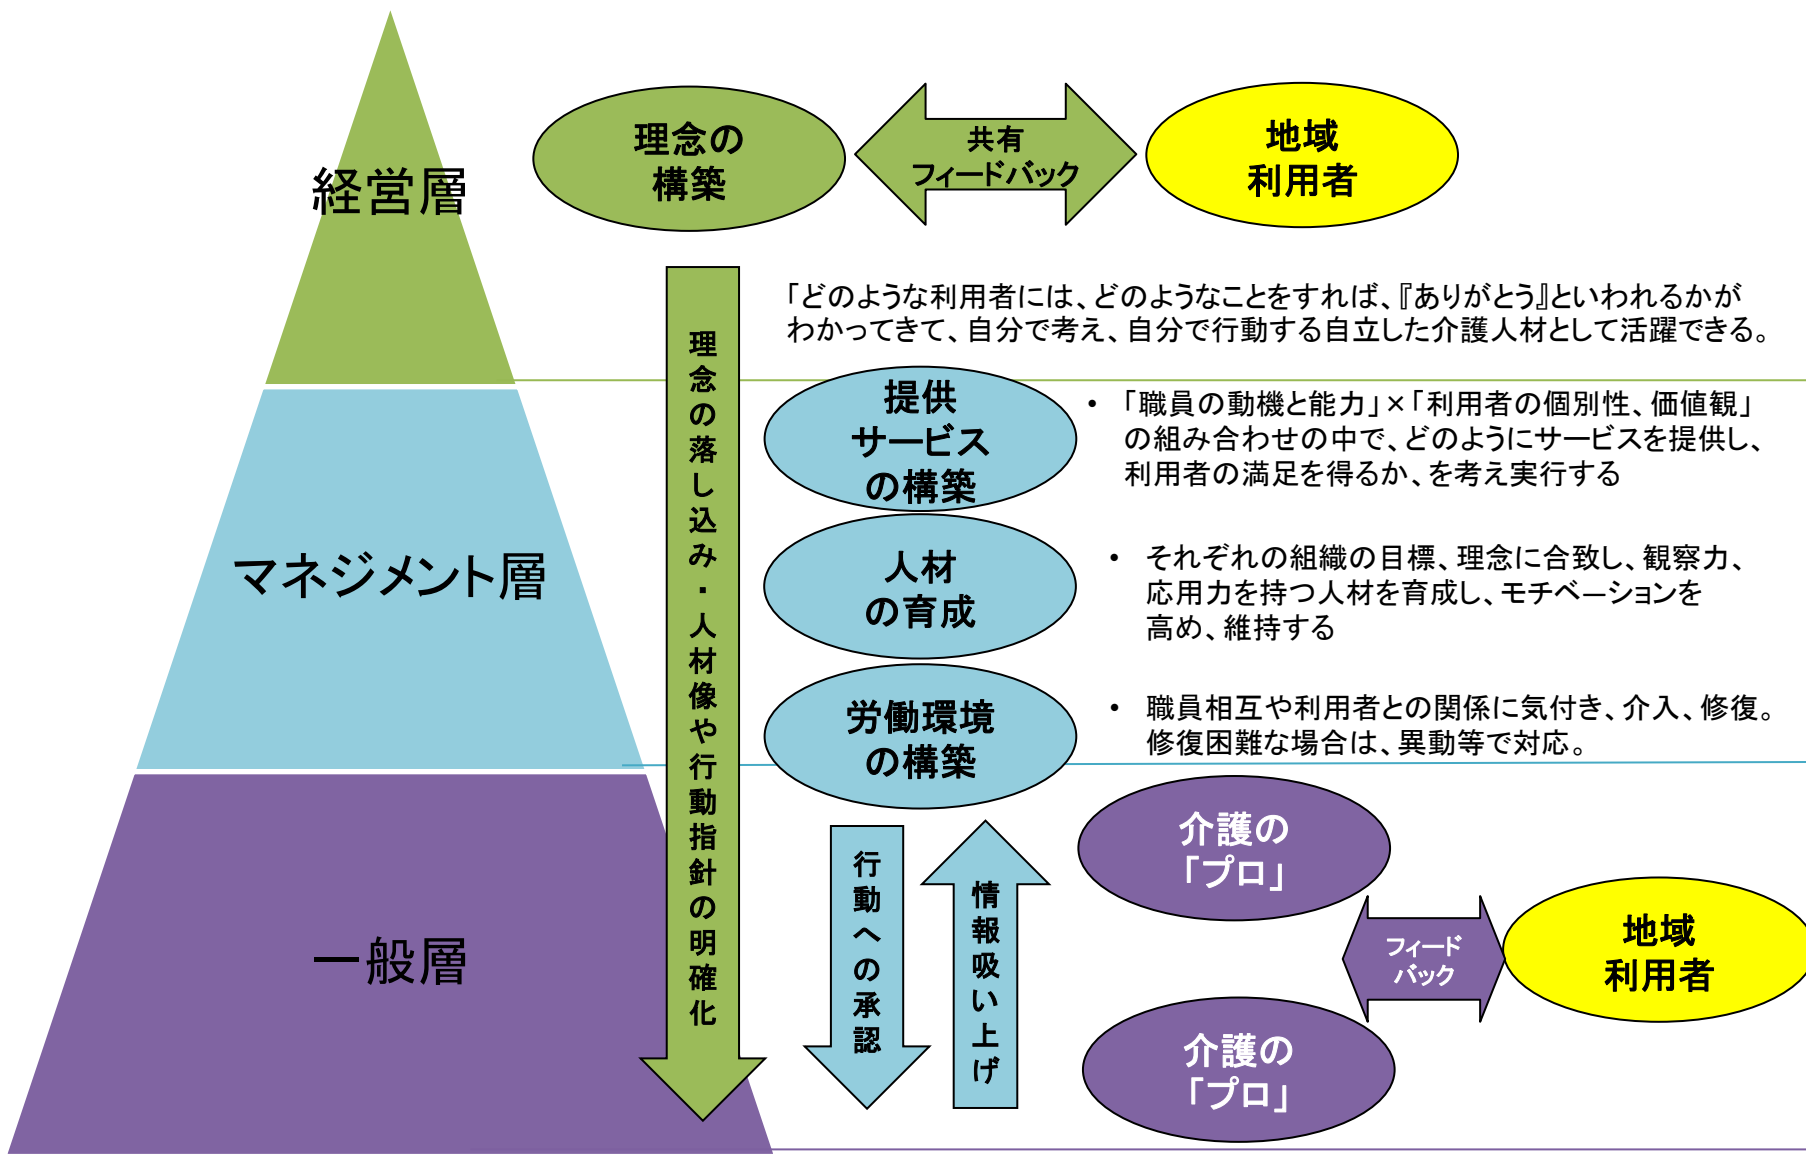 経営層
理念の
構築
共有
フィードバック
地域
利用者
「どのような利用者には、どのようなことをすれば、『ありがとう』といわれるかが
わかってきて、自分で考え、自分で行動する自立した介護人材として活躍できる。
理念の落し込み・人材像や行動指針の明確化
マネジメント層
提供
サービス
の構築
• 「職員の動機と能力」×「利用者の個別性、価値観」
の組み合わせの中で、どのようにサービスを提供し、
利用者の満足を得るか、を考え実行する
人材
の育成
• それぞれの組織の目標、理念に合致し、観察力、
応用力を持つ人材を育成し、モチベ―ションを
高め、維持する
労働環境
の構築
• 職員相互や利用者との関係に気付き、介入、修復。
修復困難な場合は、異動等で対応。
一般層
行動への承認
情報吸い上げ
介護の
「プロ」
フィード
バック
地域
利用者
介護の
「プロ」